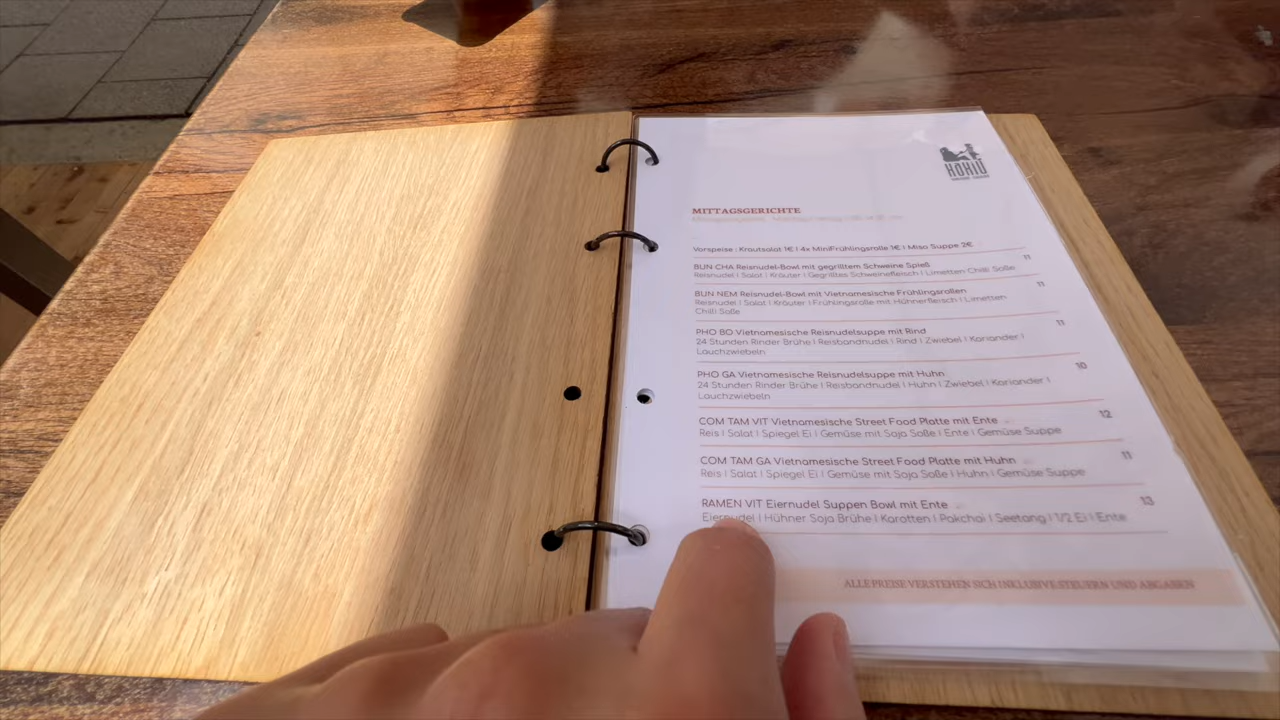 HOHIÚ
MITTAGSGERICHTE
Vorspeise : Krautsalat 1€ | 4x MiniFrühlingsrolle 1€ | Miso Suppe 2€
BUN CHA Reisnudel-Bowl mit gegrilltem Schweine Spieß 11
Reisnudel | Salat | Kräuter | Gegrilltes Schweinefleisch | Limetten Chilli Soße
BUN NEM Reisnudel-Bowl mit Vietnamesische Frühlingsrollen 11
Reisnudel | Salat | Kräuter | Frühlingsrolle mit Hühnerfleisch | Limetten
Chilli Soße
PHO BO Vietnamesische Reisnudelsuppe mit Rind 11
24 Stunden Rinder Brühe | Reisbandnudel | Rind | Zwiebel | Koriander |
Lauchzwiebeln
PHO GA Vietnamesische Reisnudelsuppe mit Huhn 10
24 Stunden Rinder Brühe | Reisbandnudel | Huhn | Zwiebel | Koriander |
Lauchzwiebeln
COM TAM VIT Vietnamesische Street Food Platte mit Ente 12
Reis | Salat | Spiegel Ei | Gemüse mit Soja Soße | Ente | Gemüse Suppe
COM TAM GA Vietnamesische Street Food Platte mit Huhn 11
Reis | Salat | Spiegel Ei | Gemüse mit Soja Soße | Huhn | Gemüse Suppe
RAMEN VIT Eiernudel Suppen Bowl mit Ente 13
Eiernudel | Hühner Soja Brühe | Karotten | Pakchoi | Seetang | 1/2 Ei | Ente
ALLE PREISE VERSTEHEN SICH INKLUSIVE STEUERN UND ABGABEN